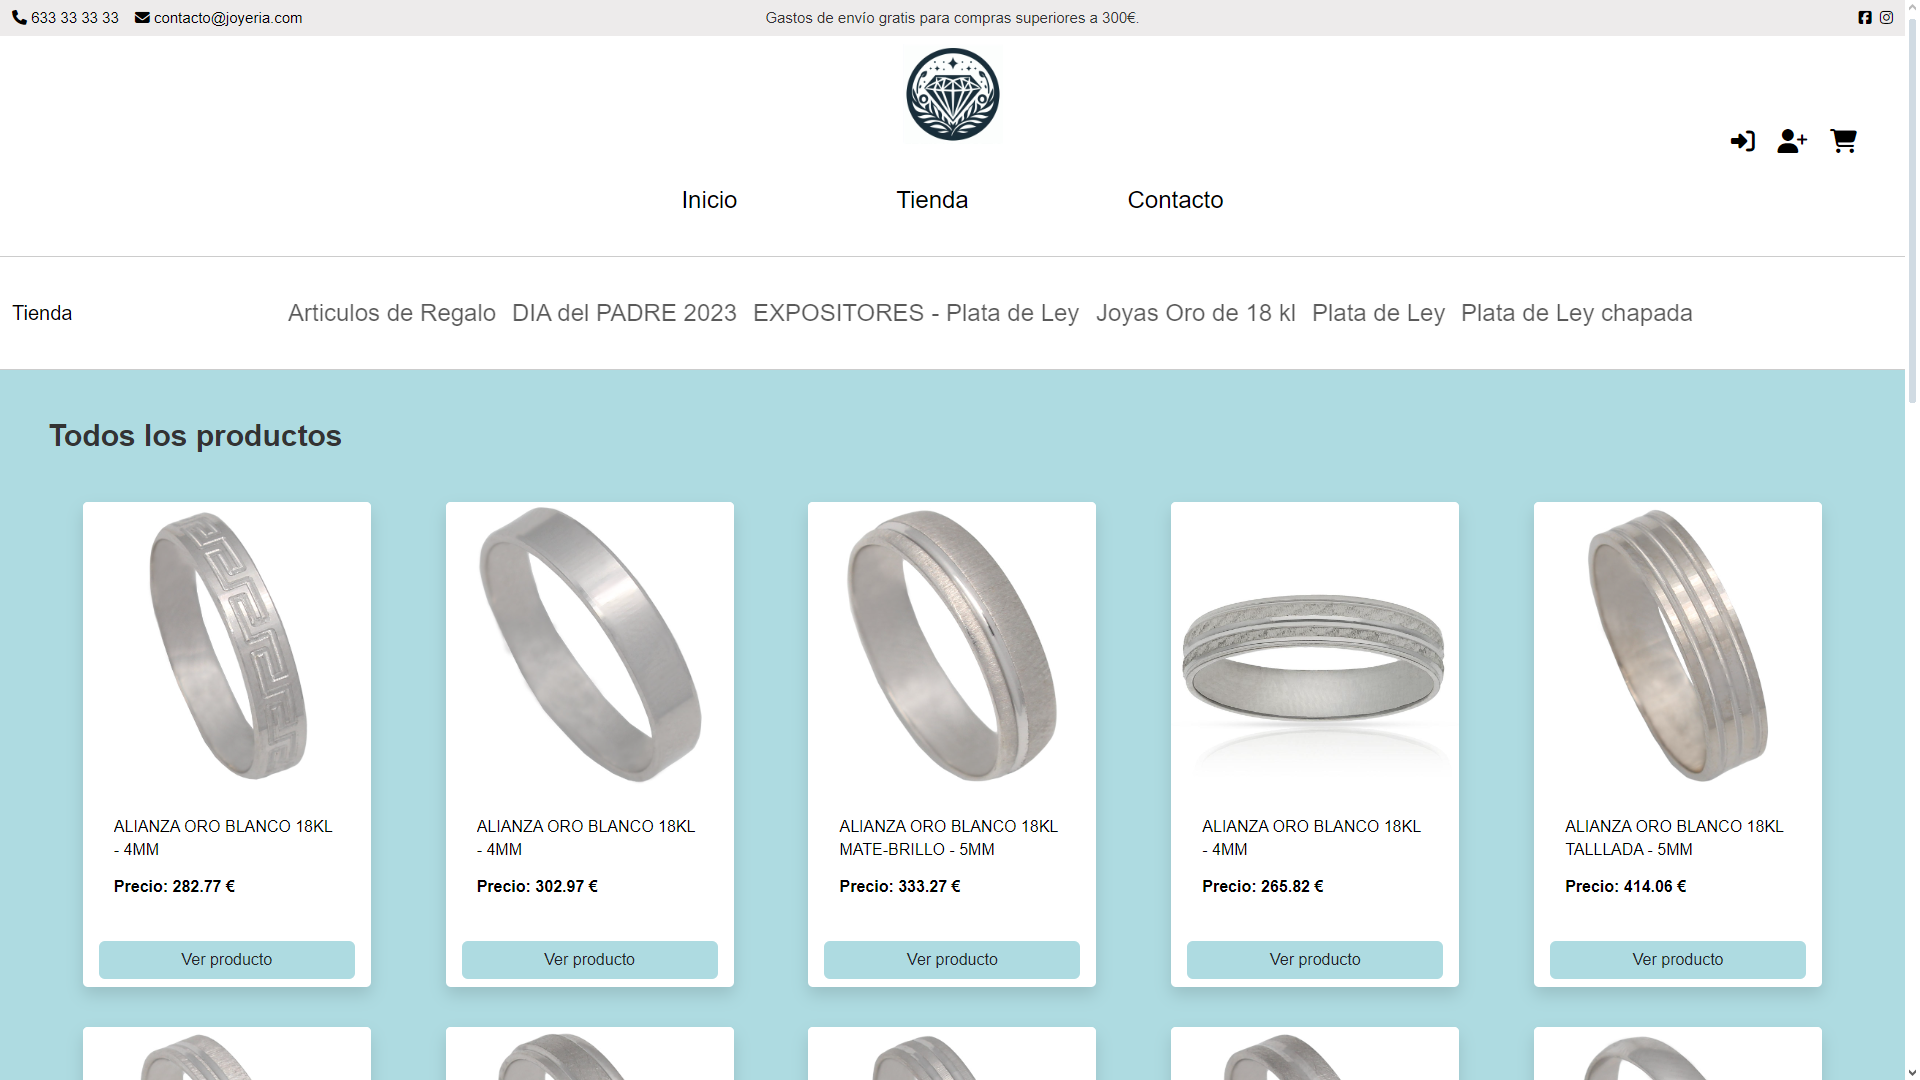 633 33 33 33 contacto@joyeria.com Gastos de envío gratis para compras superiores a 300€.
Inicio Tienda Contacto
Tienda Articulos de Regalo DIA del PADRE 2023 EXPOSITORES - Plata de Ley Joyas Oro de 18 kl Plata de Ley Plata de Ley chapada
Todos los productos
ALIANZA ORO BLANCO 18KL
- 4MM
Precio: 282.77 €
Ver producto
ALIANZA ORO BLANCO 18KL
- 4MM
Precio: 302.97 €
Ver producto
ALIANZA ORO BLANCO 18KL
MATE-BRILLO - 5MM
Precio: 333.27 €
Ver producto
ALIANZA ORO BLANCO 18KL
- 4MM
Precio: 265.82 €
Ver producto
ALIANZA ORO BLANCO 18KL
TALLLADA - 5MM
Precio: 414.06 €
Ver producto